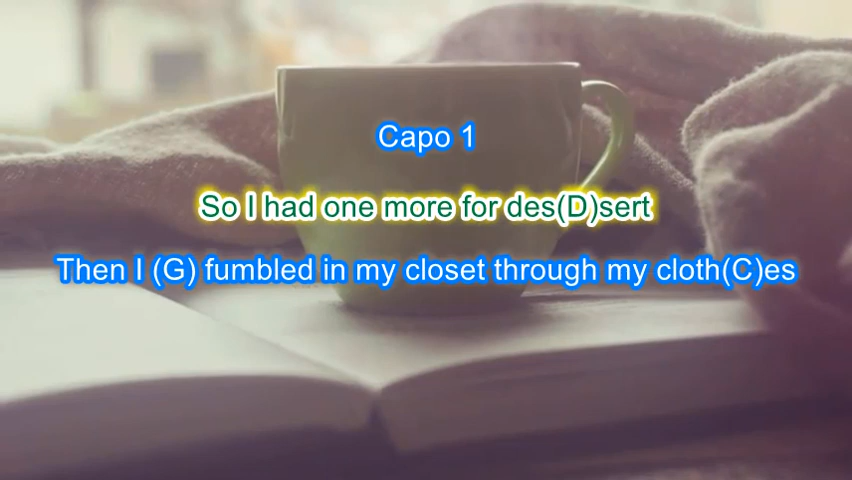 Capo 1
So I had one more for des(D)sert
Then I (G) fumbled in my closet through my cloth(C)es